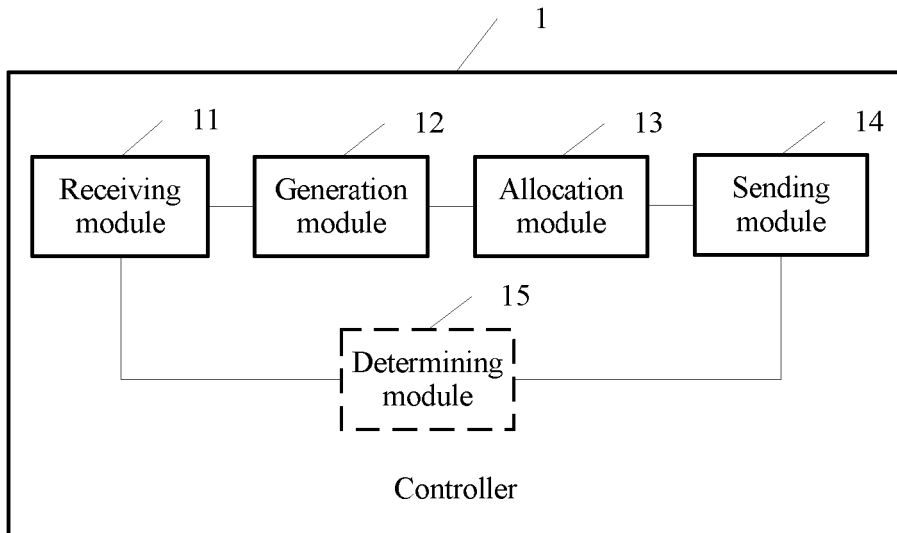 1
11
12
13
14
Receiving
module
Generation
module
Allocation
module
Sending
module
15
Determining
module
Controller